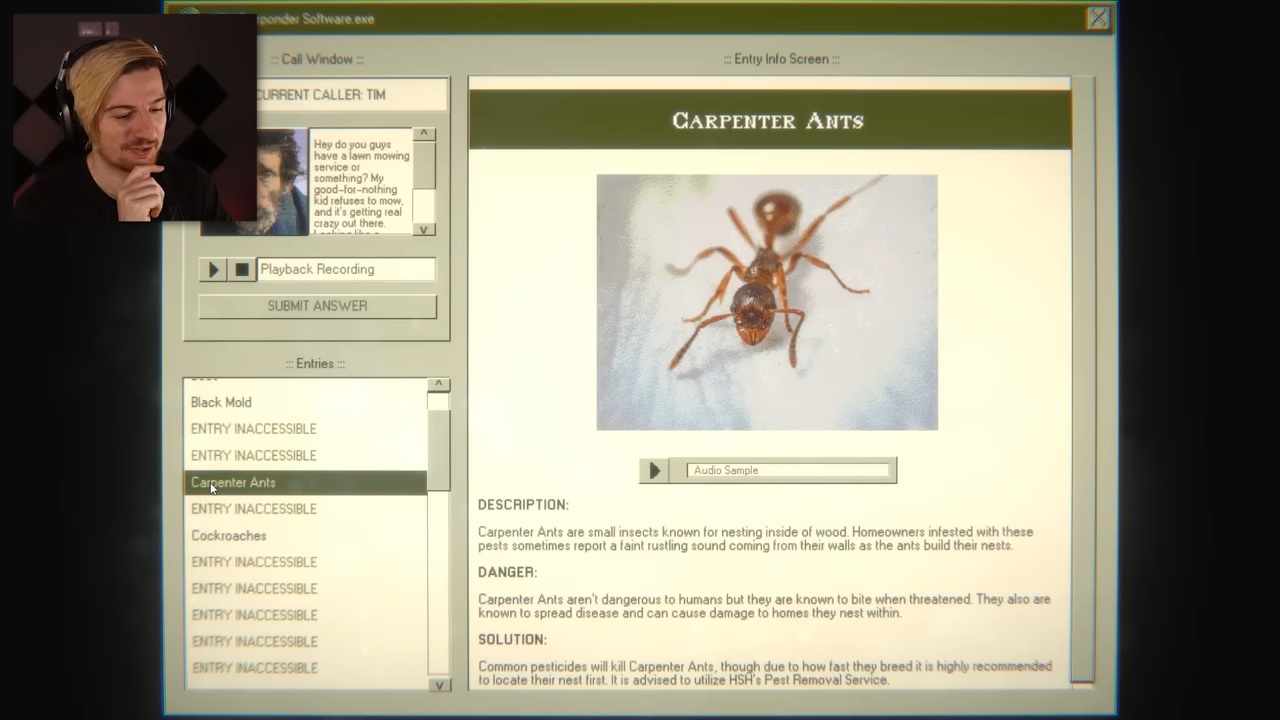 ponder Software.exe
::: Call Window :::
CURRENT CALLER: TIM
Hey do you guys
have a lawn mowing
service or
something? My
good-for-nothing
kid refuses to mow,
and it's getting real
crazy out there.
Playback Recording
SUBMIT ANSWER
::: Entries :::
Black Mold
ENTRY INACCESSIBLE
ENTRY INACCESSIBLE
Carpenter Ants
ENTRY INACCESSIBLE
Cockroaches
ENTRY INACCESSIBLE
ENTRY INACCESSIBLE
ENTRY INACCESSIBLE
ENTRY INACCESSIBLE
ENTRY INACCESSIBLE
::: Entry Info Screen :::
Carpenter Ants
Audio Sample
DESCRIPTION:
Carpenter Ants are small insects known for nesting inside of wood. Homeowners infested with these
pests sometimes report a faint rustling sound coming from their walls as the ants build their nests.
DANGER:
Carpenter Ants aren't dangerous to humans but they are known to bite when threatened. They also are
known to spread disease and can cause damage to homes they nest within.
SOLUTION:
Common pesticides will kill Carpenter Ants, though due to how fast they breed it is highly recommended
to locate their nest first. It is advised to utilize HSH's Pest Removal Service.